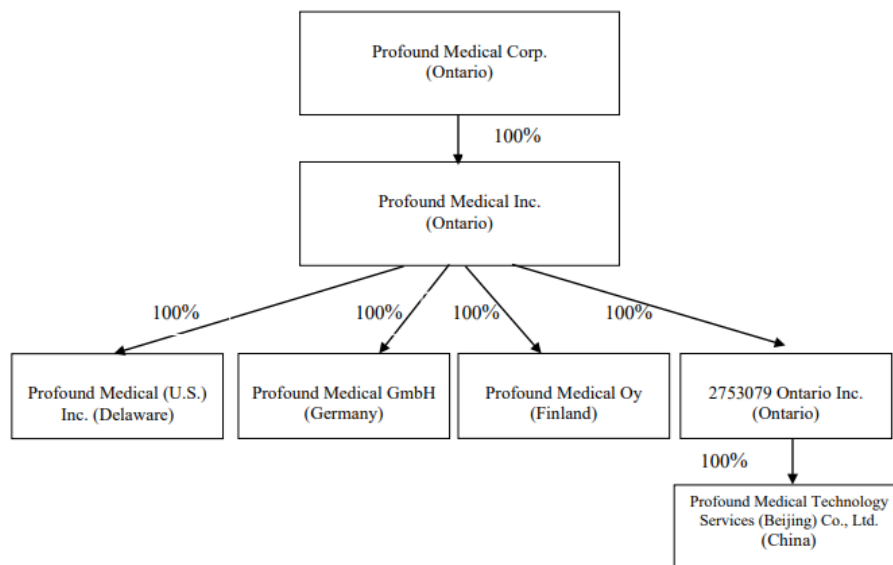 Profound Medical Corp.
(Ontario)
100%
Profound Medical Inc.
(Ontario)
100%
100%
100%
100%
Profound Medical (U.S.)
Inc. (Delaware)
Profound Medical GmbH
(Germany)
Profound Medical Oy
(Finland)
2753079 Ontario Inc.
(Ontario)
100%
Profound Medical Technology
Services (Beijing) Co., Ltd.
(China)